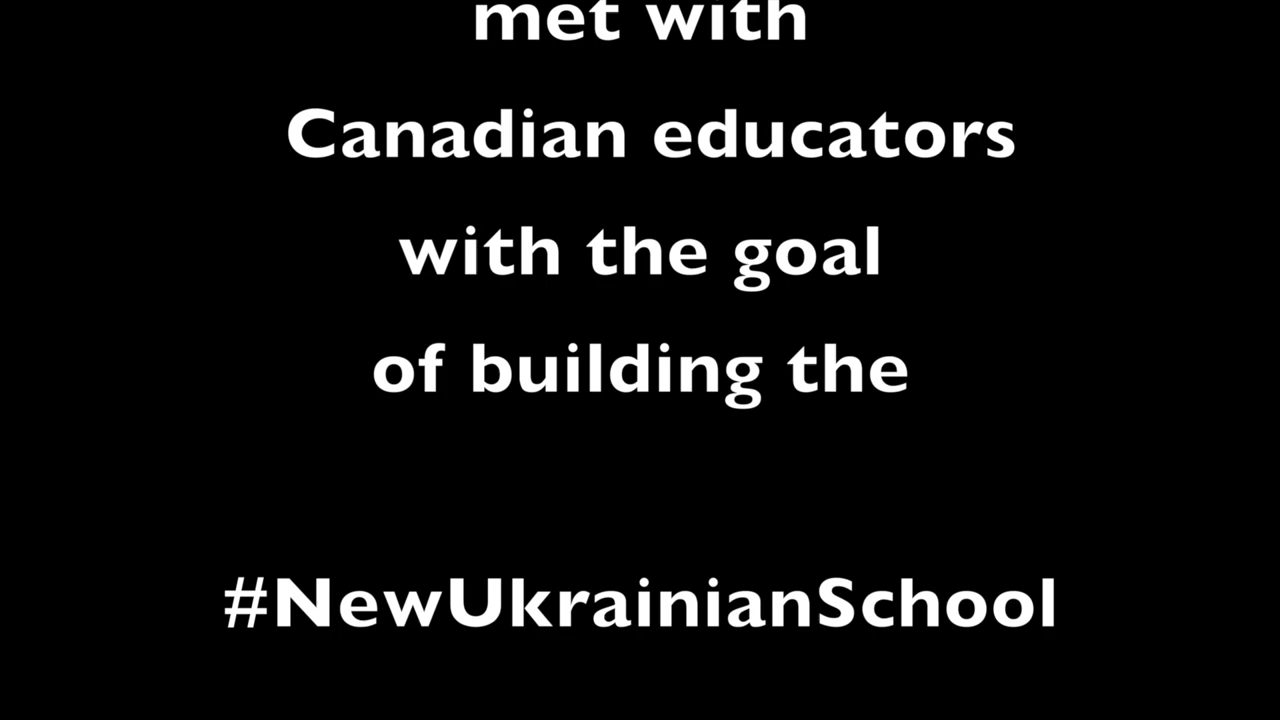 met with
Canadian educators
with the goal
of building the
#NewUkrainianSchool